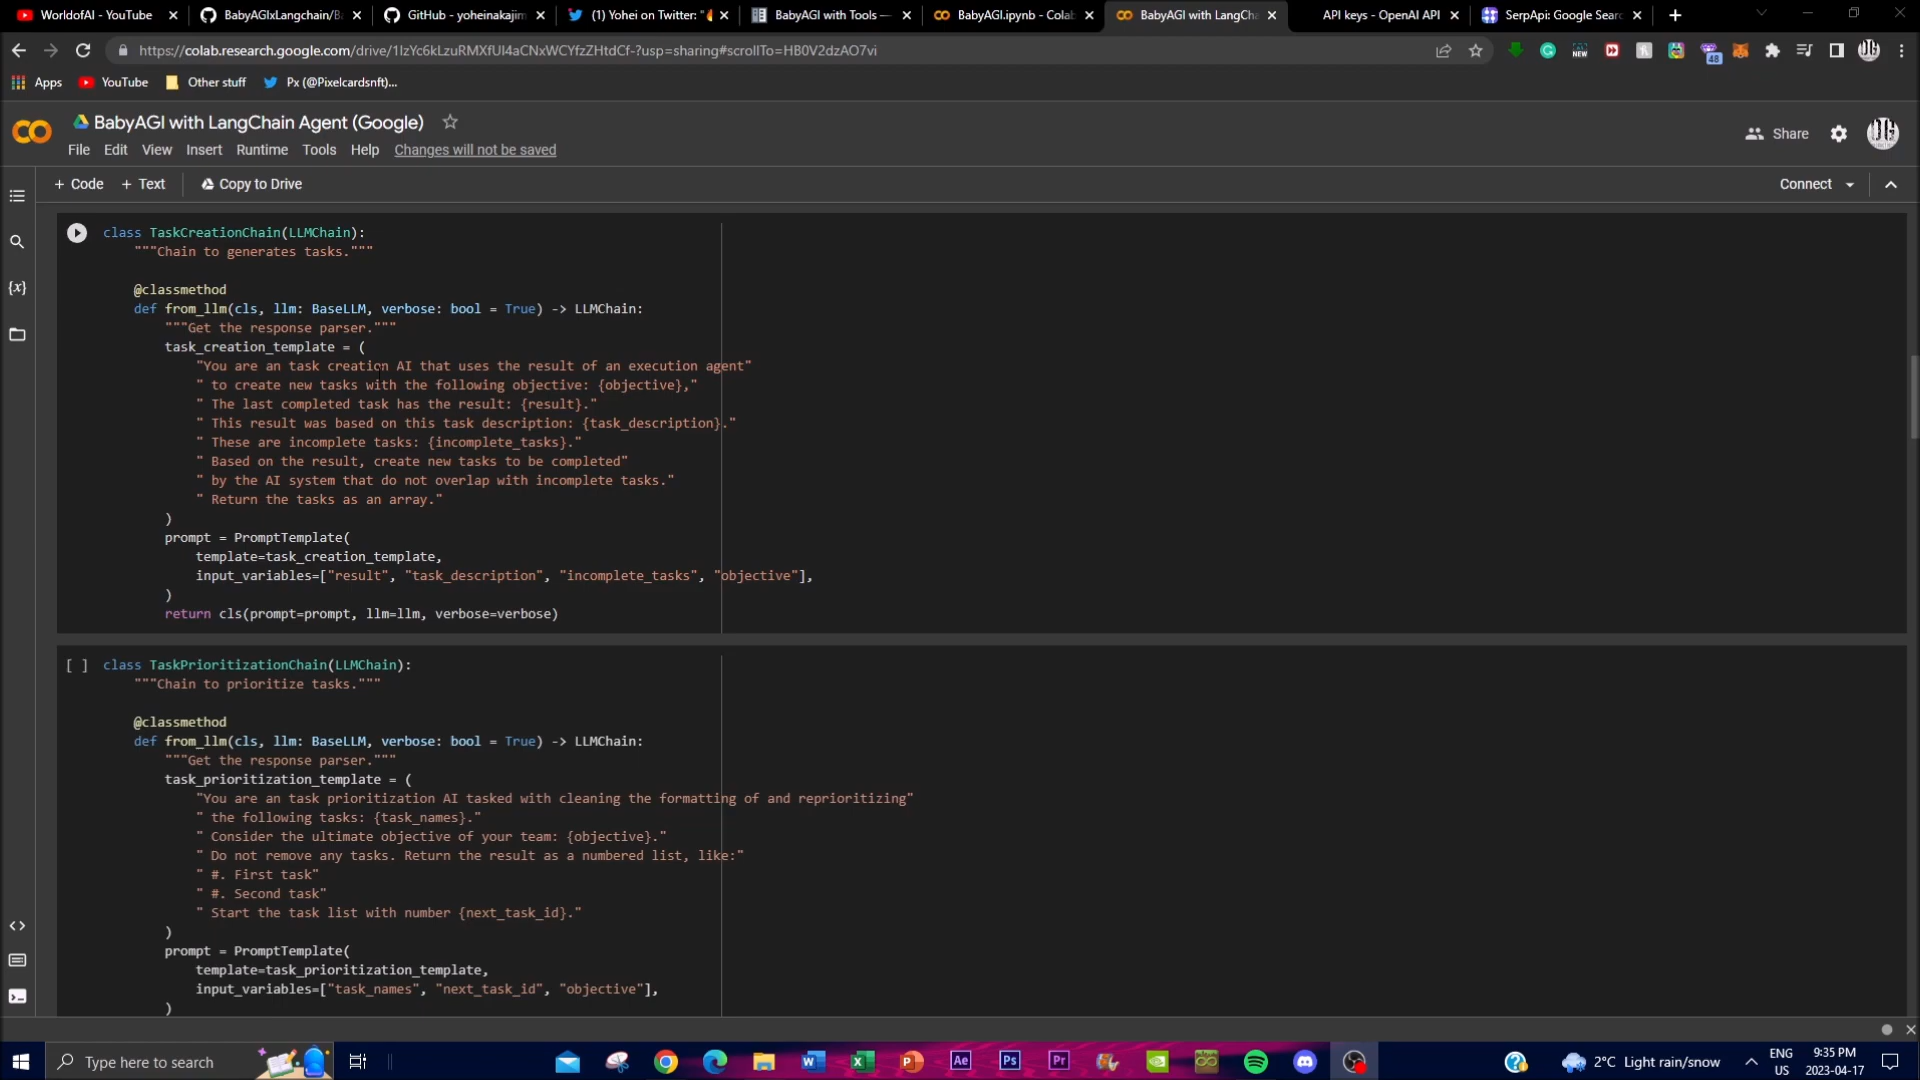 WorldofAI - YouTube
BabyAGIxLangchain/Ba
GitHub - yoheinakajim
(1) Yohei on Twitter: "
BabyAGI with Tools —
BabyAGI.ipynb - Colab
BabyAGI with LangCha
API keys - OpenAI API
SerpApi: Google Searc
https://colab.research.google.com/drive/1lzYc6kLzuRMXfUI4aCNxWCYfzZHtdCf-?usp=sharing#scrollTo=HB0V2dzAO7vi
NEW
48
Apps
YouTube
Other stuff
Px (@Pixelcardsnft)...
BabyAGI with LangChain Agent (Google)
File Edit View Insert Runtime Tools Help Changes will not be saved
Share
+ Code + Text Copy to Drive
Connect
class TaskCreationChain(LLMChain):
"""Chain to generates tasks."""
@classmethod
def from_llm(cls, llm: BaseLLM, verbose: bool = True) -> LLMChain:
"""Get the response parser."""
task_creation_template = (
"You are an task creation AI that uses the result of an execution agent"
" to create new tasks with the following objective: {objective},"
" The last completed task has the result: {result}."
" This result was based on this task description: {task_description}."
" These are incomplete tasks: {incomplete_tasks}."
" Based on the result, create new tasks to be completed"
" by the AI system that do not overlap with incomplete tasks."
" Return the tasks as an array."
)
prompt = PromptTemplate(
template=task_creation_template,
input_variables=["result", "task_description", "incomplete_tasks", "objective"],
)
return cls(prompt=prompt, llm=llm, verbose=verbose)
[ ] class TaskPrioritizationChain(LLMChain):
"""Chain to prioritize tasks."""
@classmethod
def from_llm(cls, llm: BaseLLM, verbose: bool = True) -> LLMChain:
"""Get the response parser."""
task_prioritization_template = (
"You are an task prioritization AI tasked with cleaning the formatting of and reprioritizing"
" the following tasks: {task_names}."
" Consider the ultimate objective of your team: {objective}."
" Do not remove any tasks. Return the result as a numbered list, like:"
" #. First task"
" #. Second task"
" Start the task list with number {next_task_id}."
)
prompt = PromptTemplate(
template=task_prioritization_template,
input_variables=["task_names", "next_task_id", "objective"],
)
Type here to search
Ae
Ps
Pr
2°C Light rain/snow
ENG
US
9:35 PM
2023-04-17